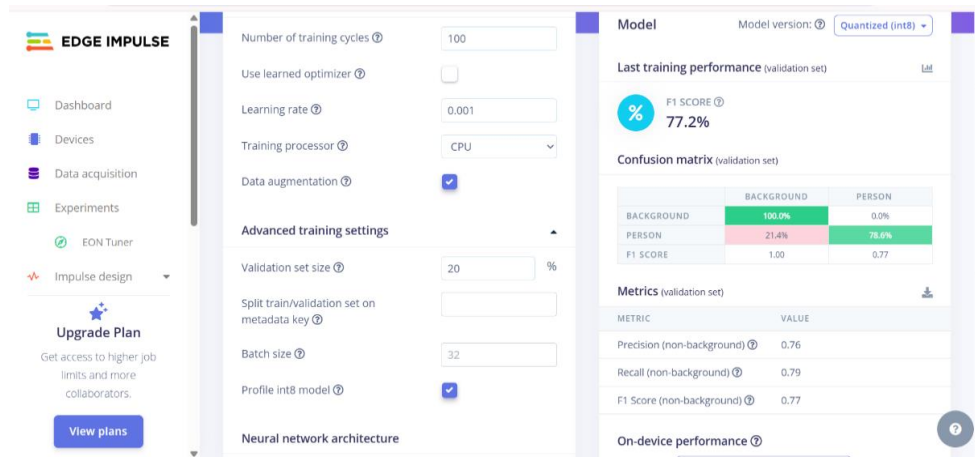 EDGE IMPULSE
Dashboard
Devices
Data acquisition
Experiments
EON Tuner
Impulse design
Upgrade Plan
Get access to higher job
limits and more
collaborators.
View plans
Number of training cycles ?
100
Use learned optimizer ?
Learning rate ?
0.001
Training processor ?
CPU
Data augmentation ?
Advanced training settings
Validation set size ?
20 %
Split train/validation set on
metadata key ?
Batch size ?
32
Profile int8 model ?
Neural network architecture
Model
Model version: ? Quantized (int8)
Last training performance (validation set)
%
F1 SCORE ?
77.2%
Confusion matrix (validation set)
BACKGROUND PERSON
BACKGROUND 100.0% 0.0%
PERSON 21.4% 78.6%
F1 SCORE 1.00 0.77
Metrics (validation set)
METRIC VALUE
Precision (non-background) ? 0.76
Recall (non-background) ? 0.79
F1 Score (non-background) ? 0.77
On-device performance ?
?